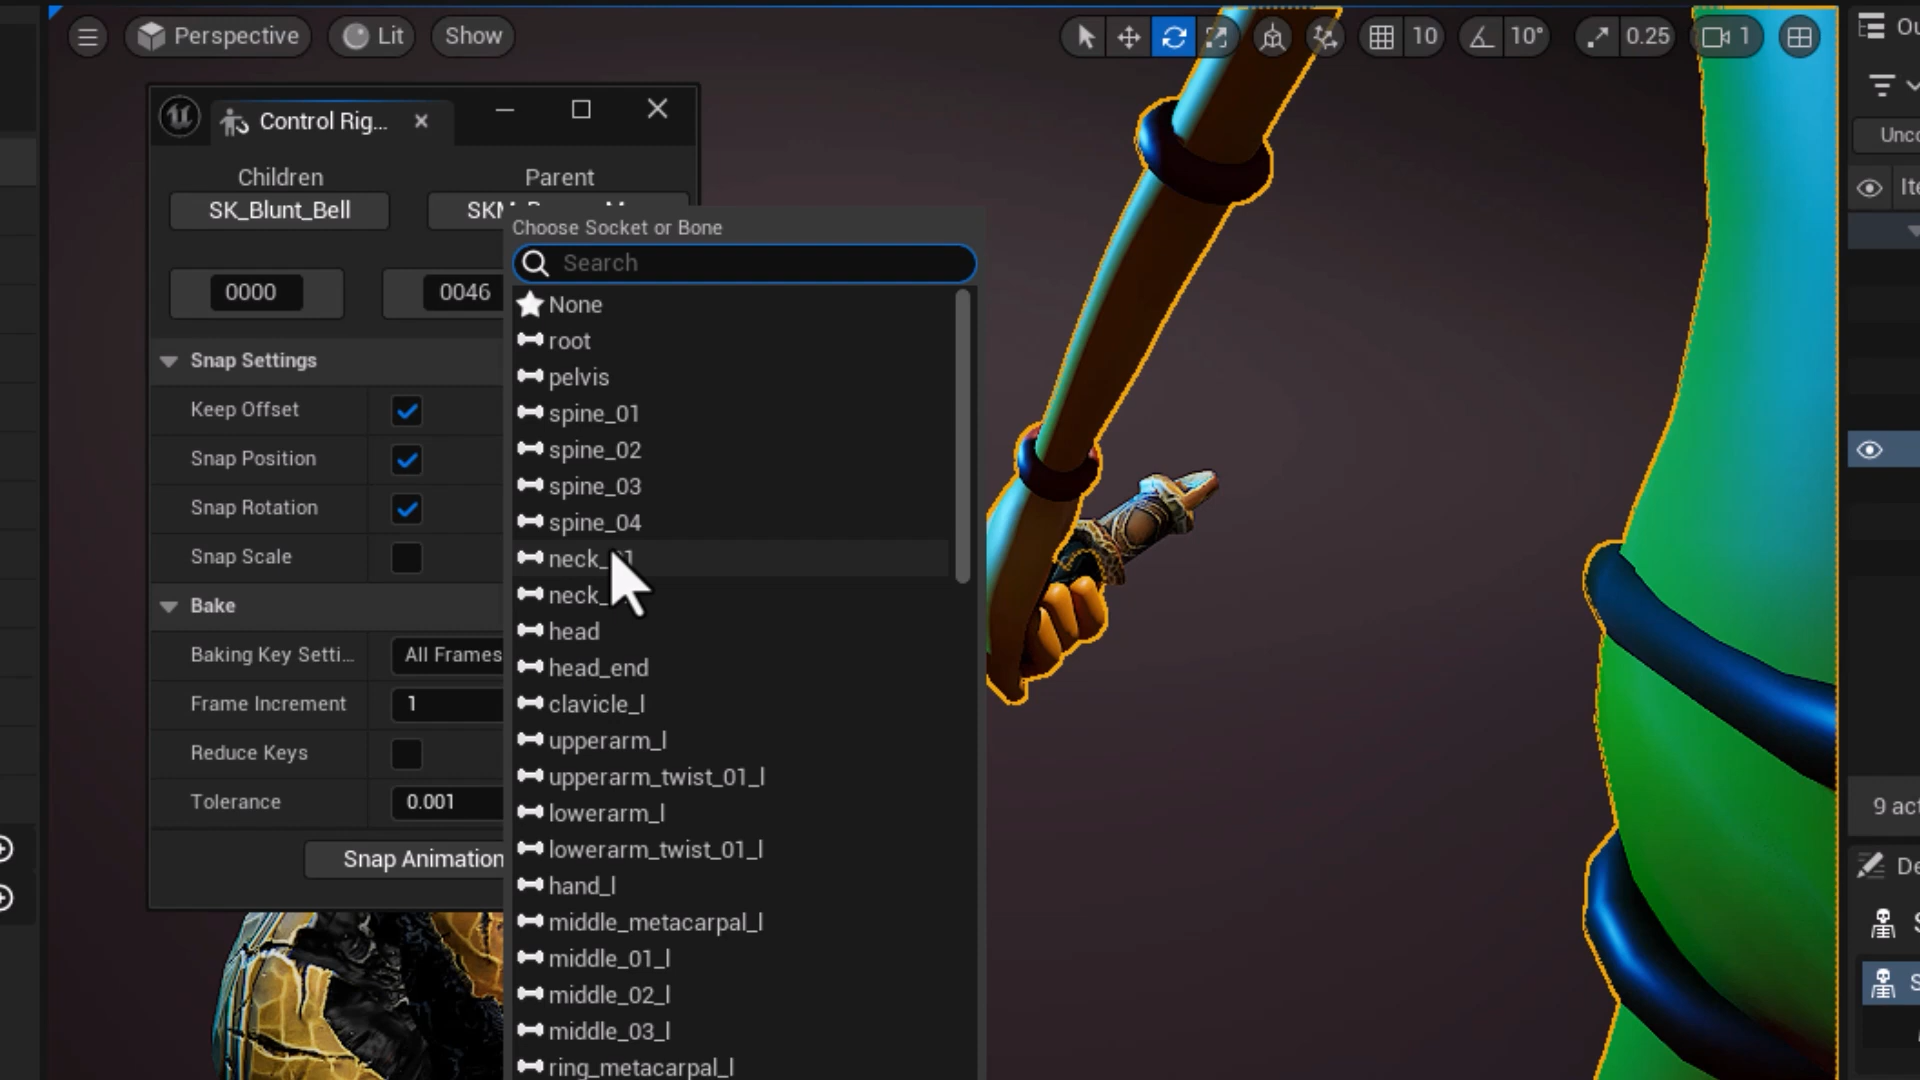 Perspective
Lit
Show
10
10°
0.25
1
Control Rig...
Children
Parent
SK_Blunt_Bell
0000
0046
Snap Settings
Keep Offset
Snap Position
Snap Rotation
Snap Scale
Bake
Baking Key Setti...
All Frames
Frame Increment
1
Reduce Keys
Tolerance
0.001
Snap Animation
Choose Socket or Bone
Search
None
root
pelvis
spine_01
spine_02
spine_03
spine_04
head
head_end
clavicle_l
upperarm_l
upperarm_twist_01_l
lowerarm_l
lowerarm_twist_01_l
hand_l
middle_metacarpal_l
middle_01_l
middle_02_l
middle_03_l
ring_metacarpal_l